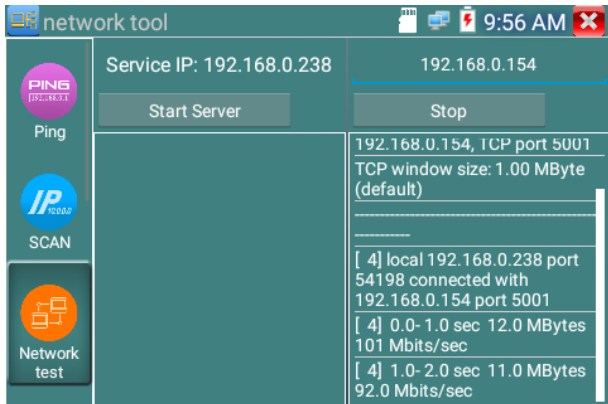 network tool
9:56 AM
PING
Ping
IP
SCAN
Network
test
Service IP: 192.168.0.238
Start Server
192.168.0.154
Stop
192.168.0.154, TCP port 5001
TCP window size: 1.00 MByte
(default)
------------------------------------------------
-----------
[ 4] local 192.168.0.238 port
54198 connected with
192.168.0.154 port 5001
[ 4] 0.0- 1.0 sec 12.0 MBytes
101 Mbits/sec
[ 4] 1.0- 2.0 sec 11.0 MBytes
92.0 Mbits/sec